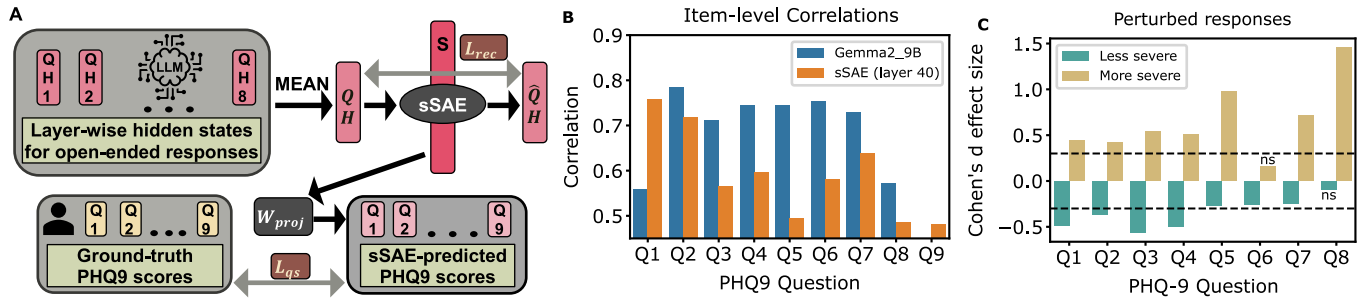 A
Q H 1
Q H 2
LLM
Q H 8
Layer-wise hidden states
for open-ended responses
MEAN
Q H
S
L_rec
sSAE
Q̂ H
W_proj
Q 1
Q 2
Q 9
Ground-truth
PHQ9 scores
L_qs
Q 1
Q 2
Q 9
sSAE-predicted
PHQ9 scores
B
Item-level Correlations
Gemma2_9B
sSAE (layer 40)
Correlation
0.9
0.8
0.7
0.6
0.5
Q1 Q2 Q3 Q4 Q5 Q6 Q7 Q8 Q9
PHQ9 Question
C
Perturbed responses
Less severe
More severe
Cohen's d effect size
1.5
1.0
0.5
0.0
−0.5
ns
ns
Q1 Q2 Q3 Q4 Q5 Q6 Q7 Q8
PHQ-9 Question